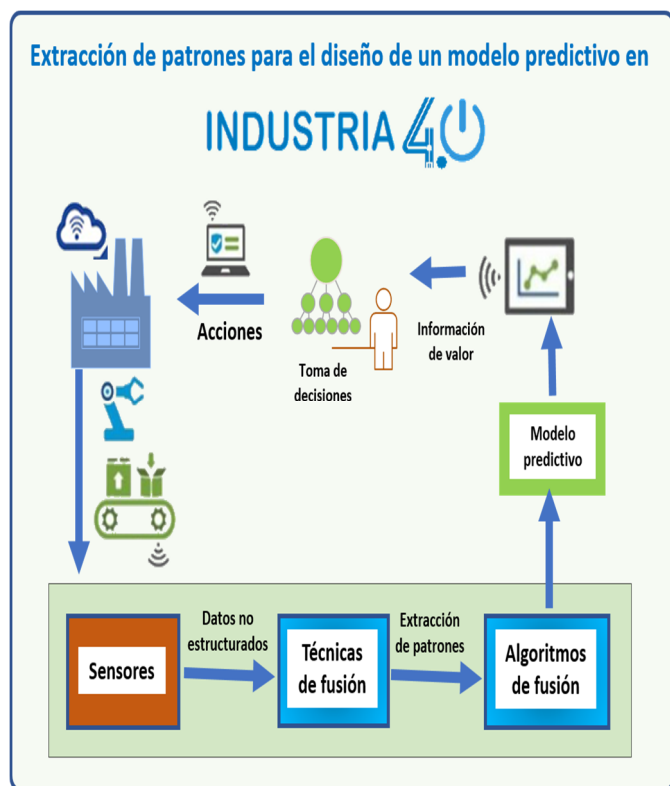 Extracción de patrones para el diseño de un modelo predictivo en
INDUSTRIA 4.0
Acciones
Toma de
decisiones
Información
de valor
Modelo
predictivo
Sensores
Datos no
estructurados
Técnicas
de fusión
Extracción
de patrones
Algoritmos
de fusión